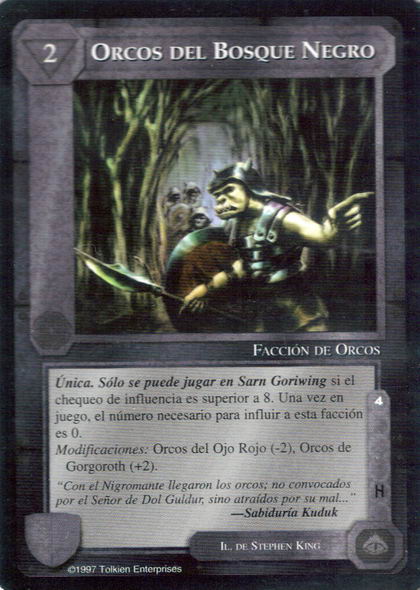 2
ORCOS DEL BOSQUE NEGRO
FACCIÓN DE ORCOS
Única. Sólo se puede jugar en Sarn Goriwing si el
chequeo de influencia es superior a 8. Una vez en
juego, el número necesario para influir a esta facción
es 0.
Modificaciones: Orcos del Ojo Rojo (-2), Orcos de
Gorgoroth (+2).
“Con el Nigromante llegaron los orcos; no convocados
por el Señor de Dol Guldur, sino atraídos por su mal...”
—Sabiduría Kuduk
4
H
IL. DE STEPHEN KING
©1997 Tolkien Enterprises